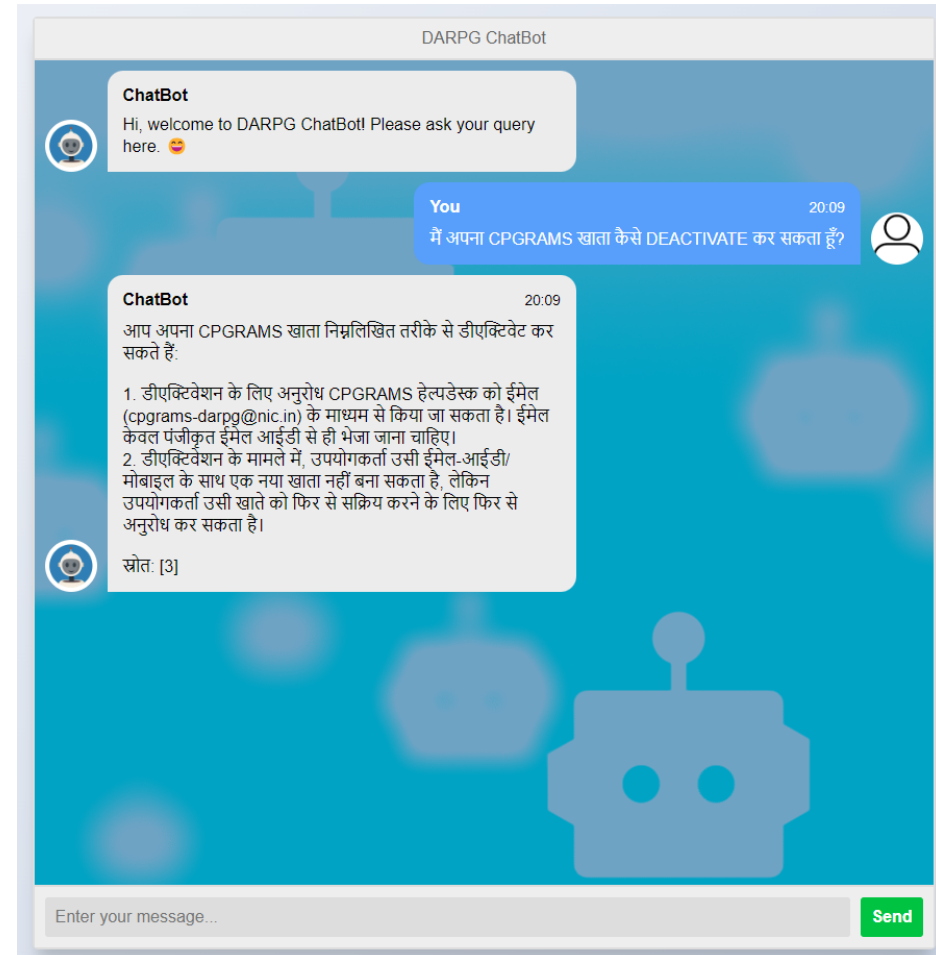 DARPG ChatBot
ChatBot
Hi, welcome to DARPG ChatBot! Please ask your query
here. 😄
You 20:09
मैं अपना CPGRAMS खाता कैसे DEACTIVATE कर सकता हूँ?
ChatBot 20:09
आप अपना CPGRAMS खाता निम्नलिखित तरीके से डीएक्टिवेट कर
सकते हैं:
1. डीएक्टिवेशन के लिए अनुरोध CPGRAMS हेल्पडेस्क को ईमेल
(cpgrams-darpg@nic.in) के माध्यम से किया जा सकता है। ईमेल
केवल पंजीकृत ईमेल आईडी से ही भेजा जाना चाहिए।
2. डीएक्टिवेशन के मामले में, उपयोगकर्ता उसी ईमेल-आईडी/
मोबाइल के साथ एक नया खाता नहीं बना सकता है, लेकिन
उपयोगकर्ता उसी खाते को फिर से सक्रिय करने के लिए फिर से
अनुरोध कर सकता है।
स्रोत: [3]
Enter your message...
Send